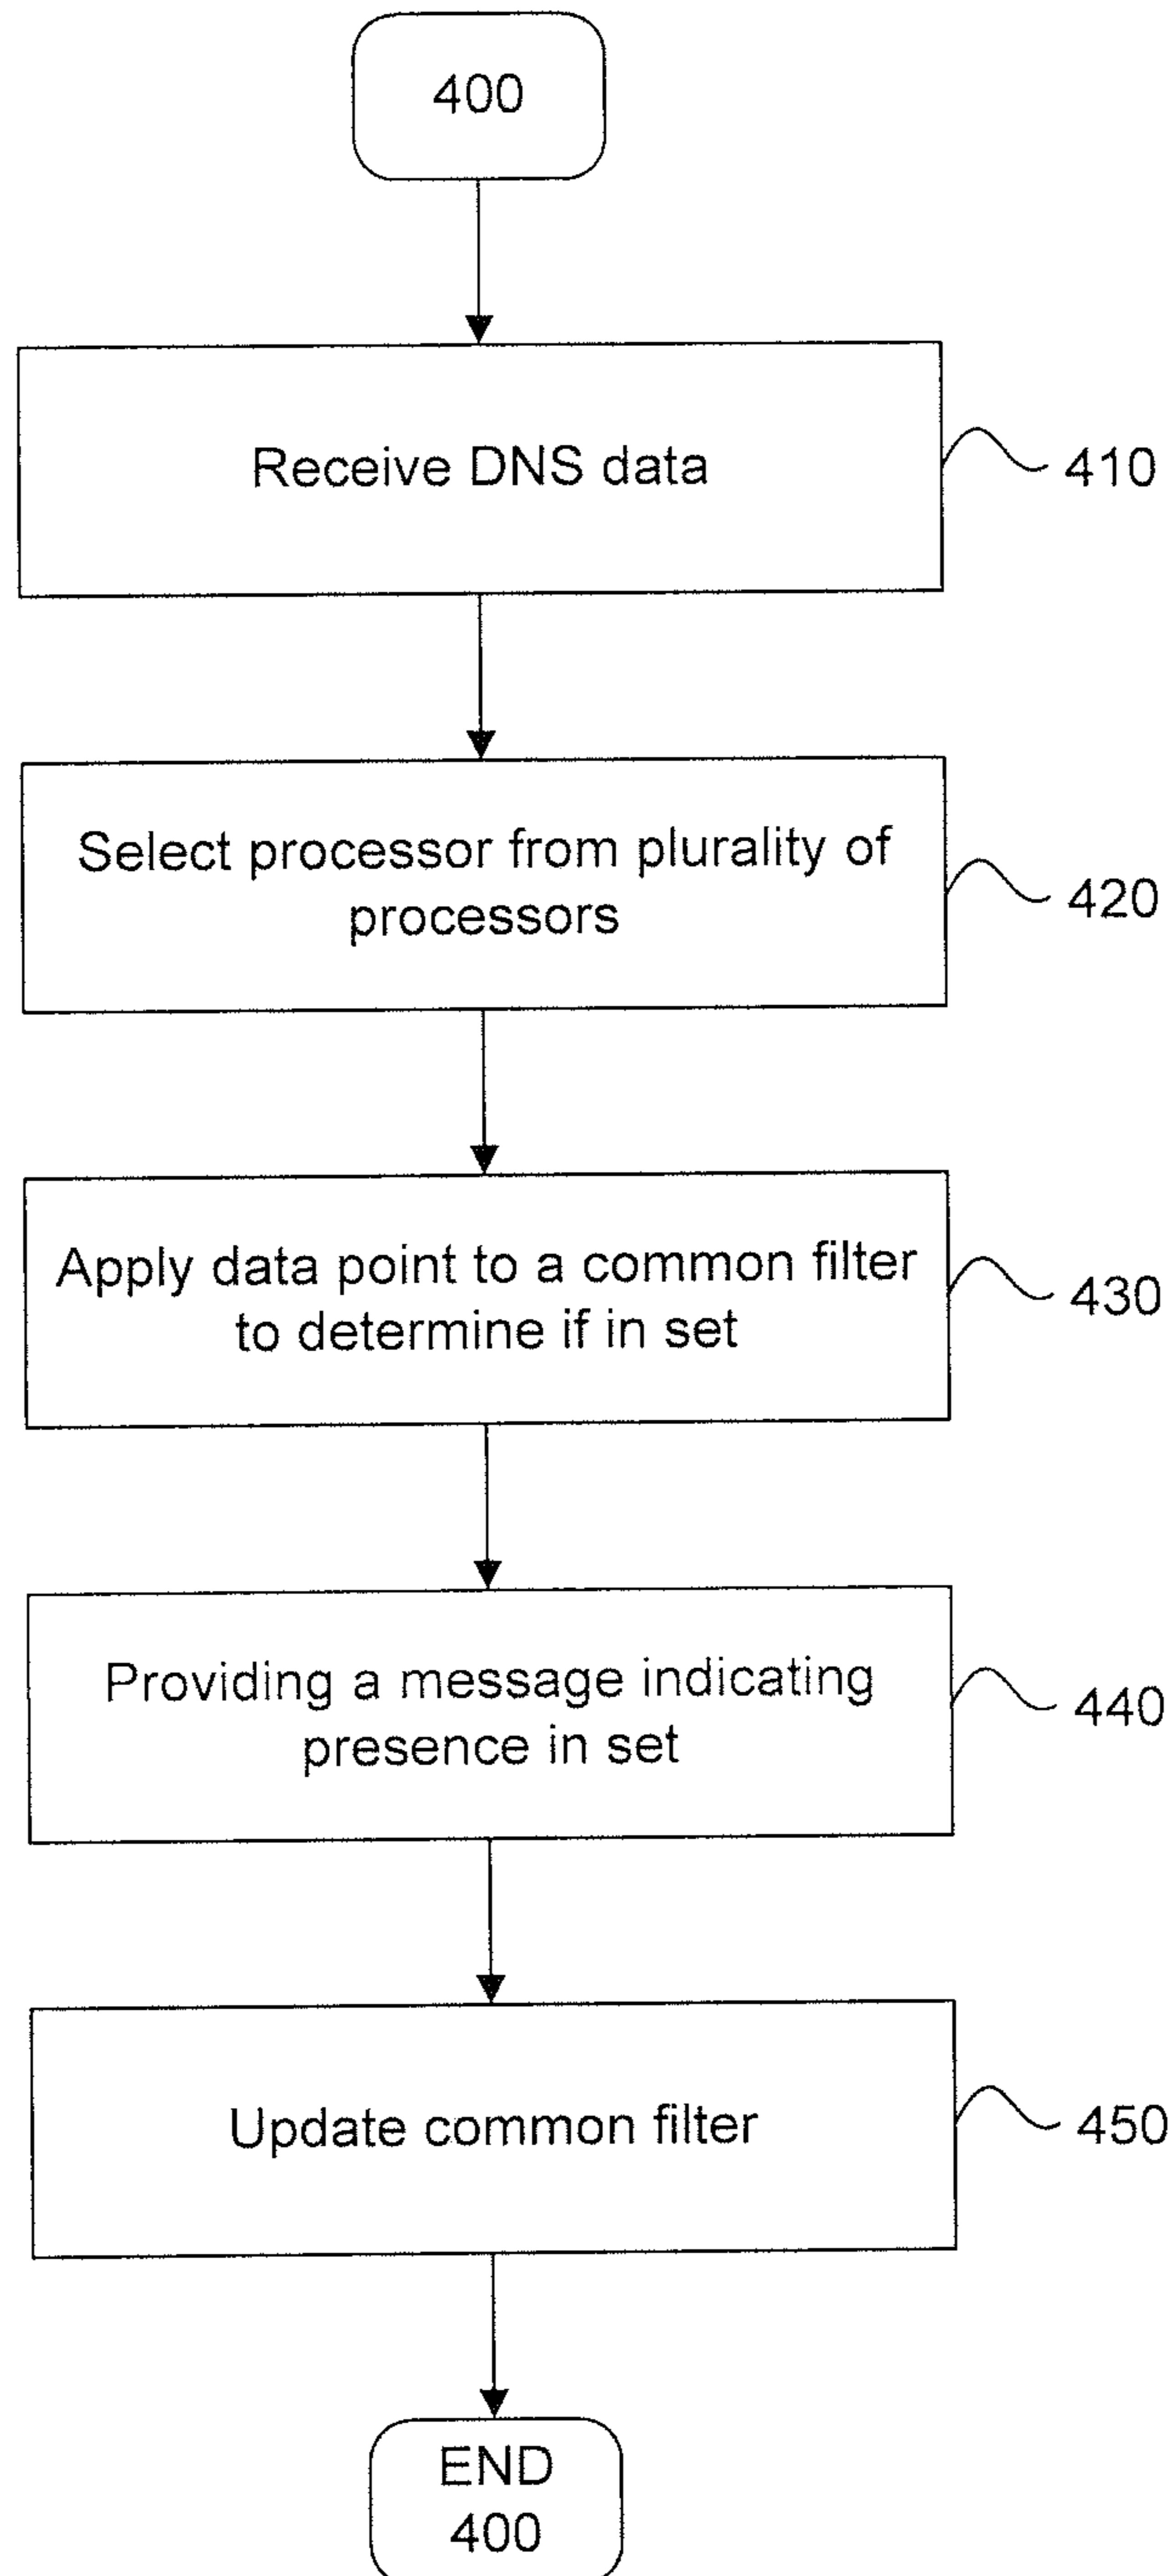 400
Receive DNS data
410
Select processor from plurality of
processors
420
Apply data point to a common filter
to determine if in set
430
Providing a message indicating
presence in set
440
Update common filter
450
END
400